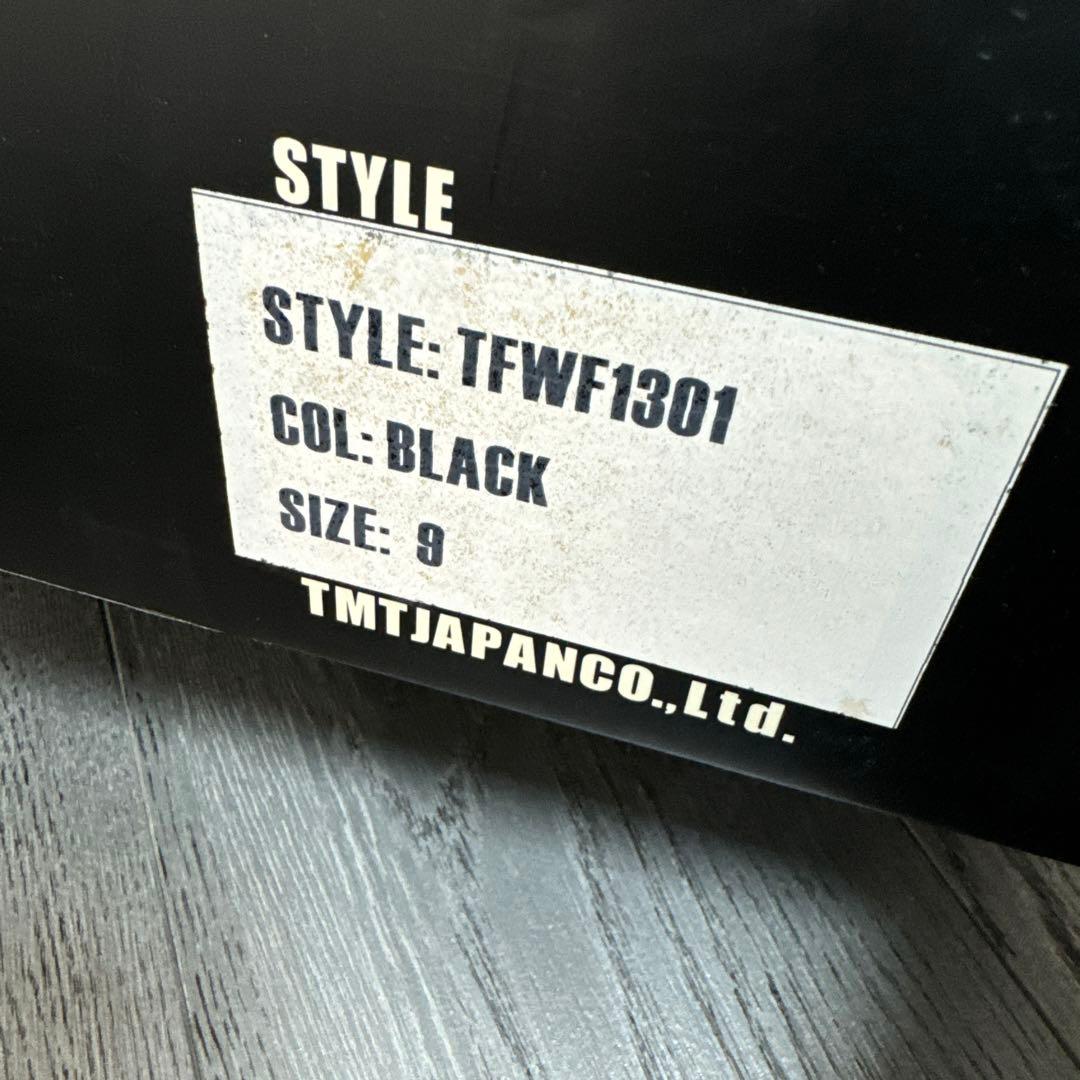 STYLE
STYLE: TFWF1301
COL: BLACK
SIZE: 9
TMTJAPANCO.,Ltd.